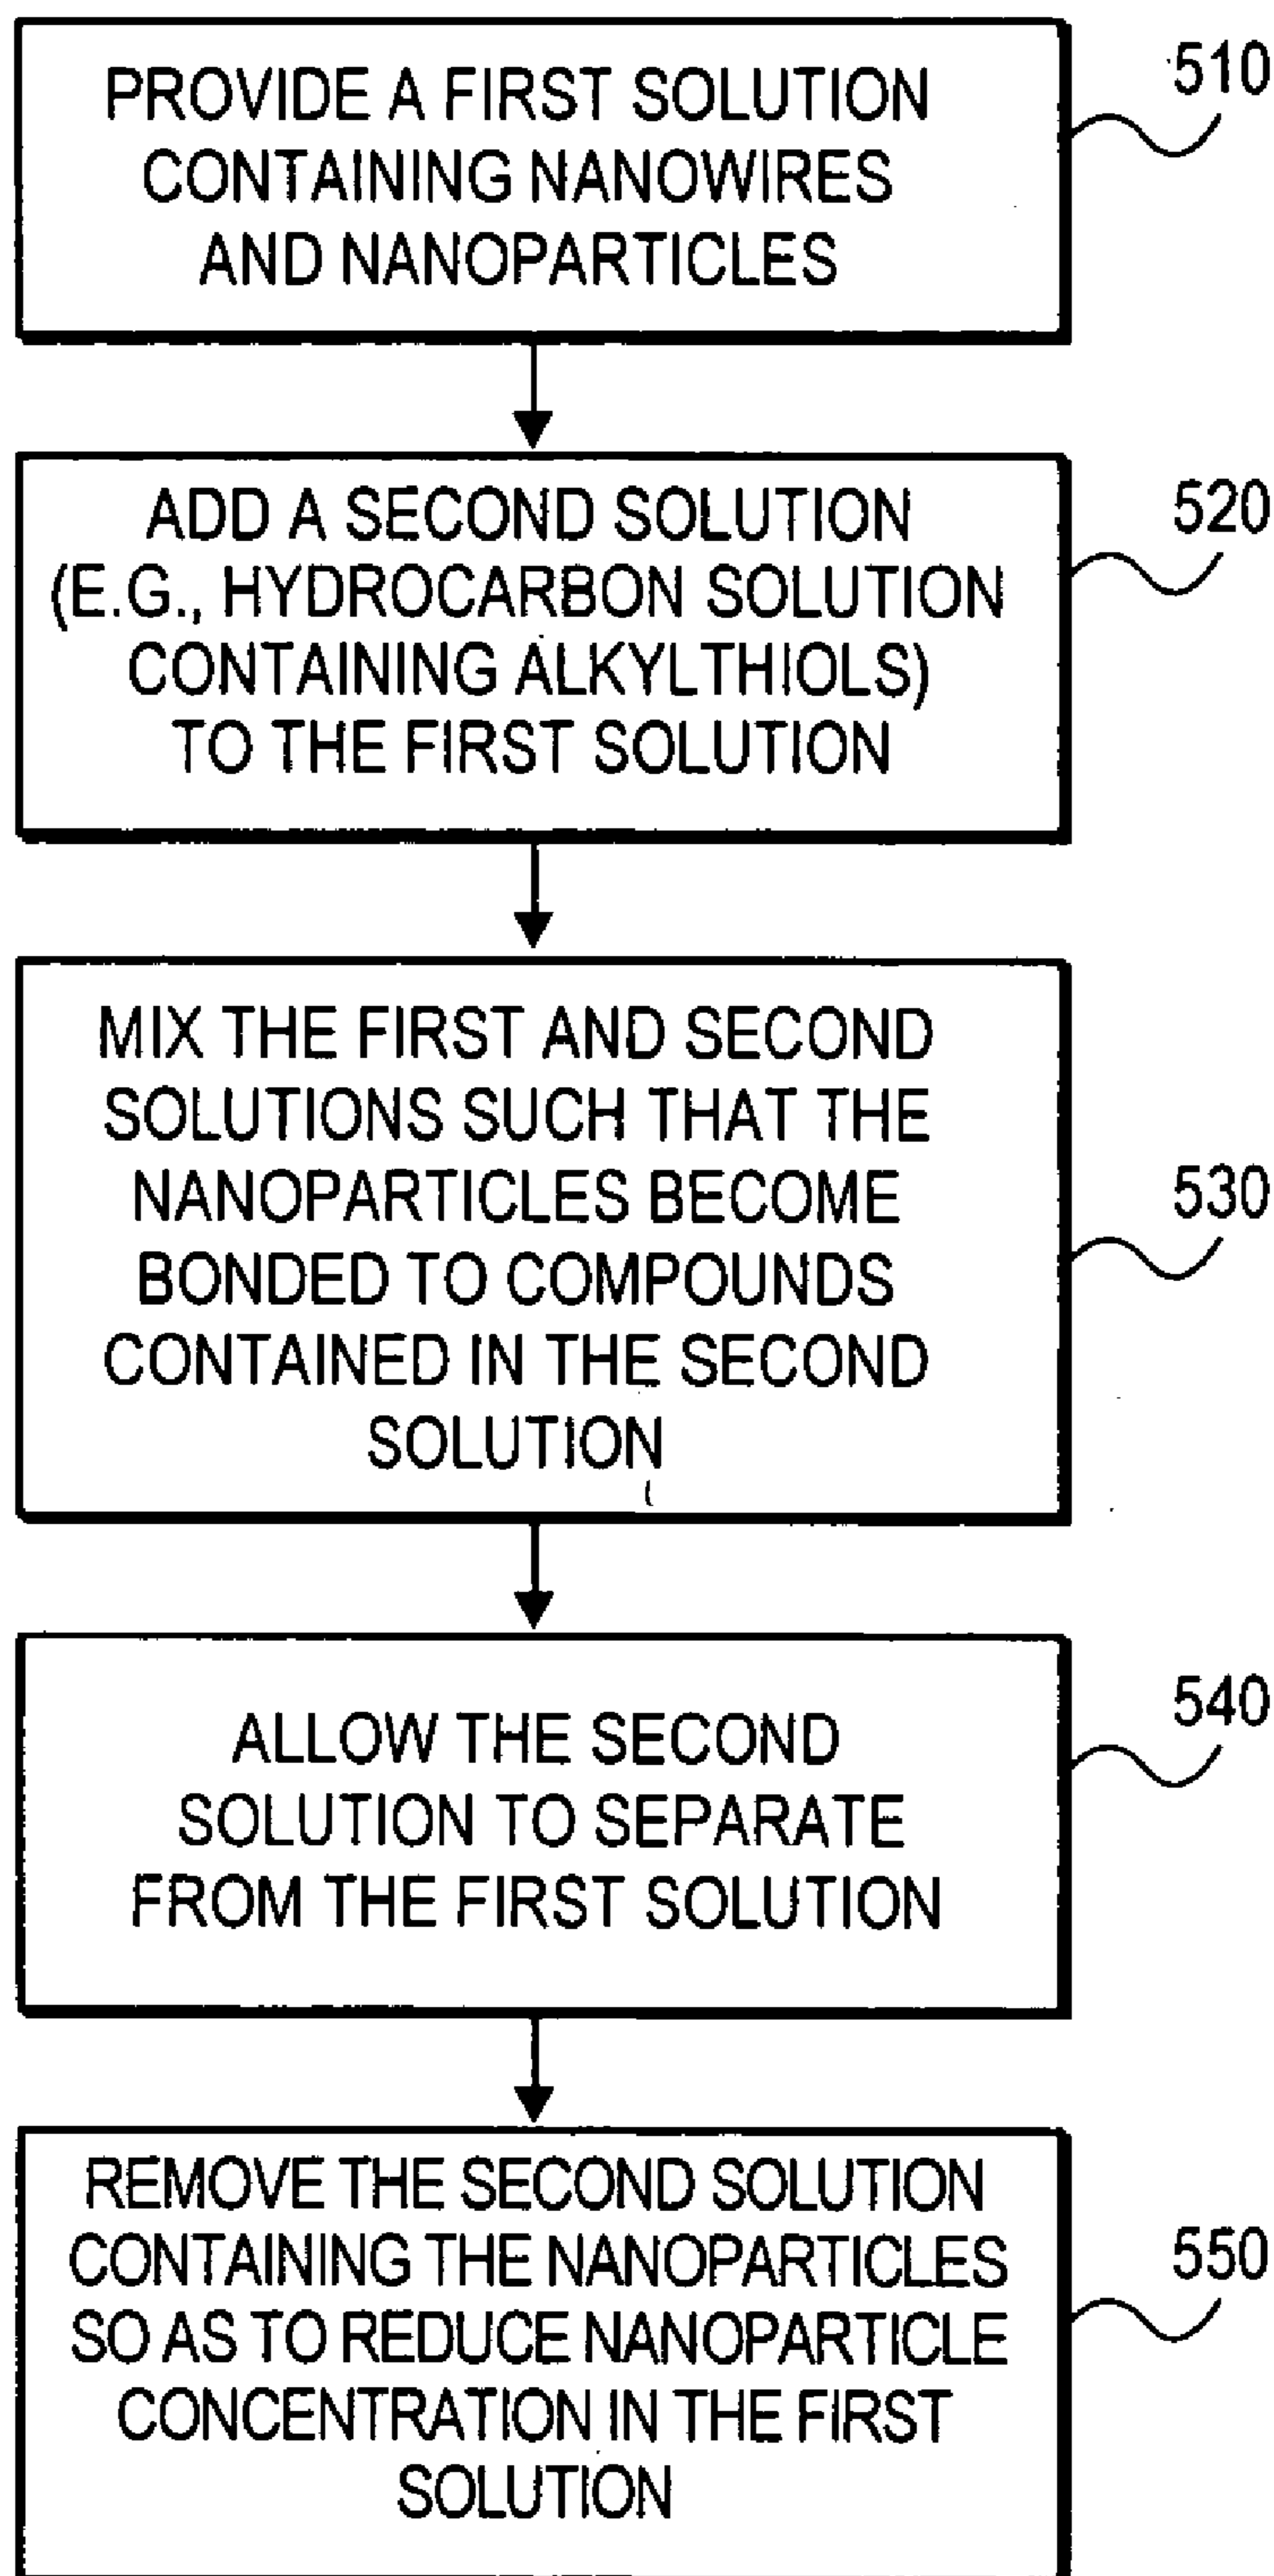 PROVIDE A FIRST SOLUTION
CONTAINING NANOWIRES
AND NANOPARTICLES
510
ADD A SECOND SOLUTION
(E.G., HYDROCARBON SOLUTION
CONTAINING ALKYLTHIOLS)
TO THE FIRST SOLUTION
520
MIX THE FIRST AND SECOND
SOLUTIONS SUCH THAT THE
NANOPARTICLES BECOME
BONDED TO COMPOUNDS
CONTAINED IN THE SECOND
SOLUTION
530
ALLOW THE SECOND
SOLUTION TO SEPARATE
FROM THE FIRST SOLUTION
540
REMOVE THE SECOND SOLUTION
CONTAINING THE NANOPARTICLES
SO AS TO REDUCE NANOPARTICLE
CONCENTRATION IN THE FIRST
SOLUTION
550